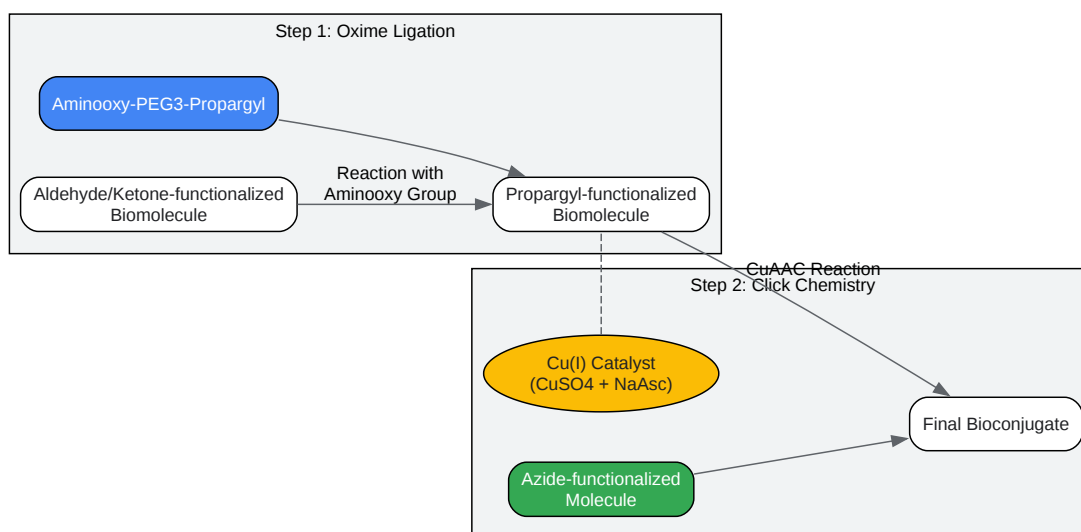 Step 1: Oxime Ligation
Aminooxy-PEG3-Propargyl
Aldehyde/Ketone-functionalized
Biomolecule
Reaction with
Aminooxy Group
Propargyl-functionalized
Biomolecule
CuAAC Reaction
Step 2: Click Chemistry
Cu(I) Catalyst
(CuSO4 + NaAsc)
Final Bioconjugate
Azide-functionalized
Molecule